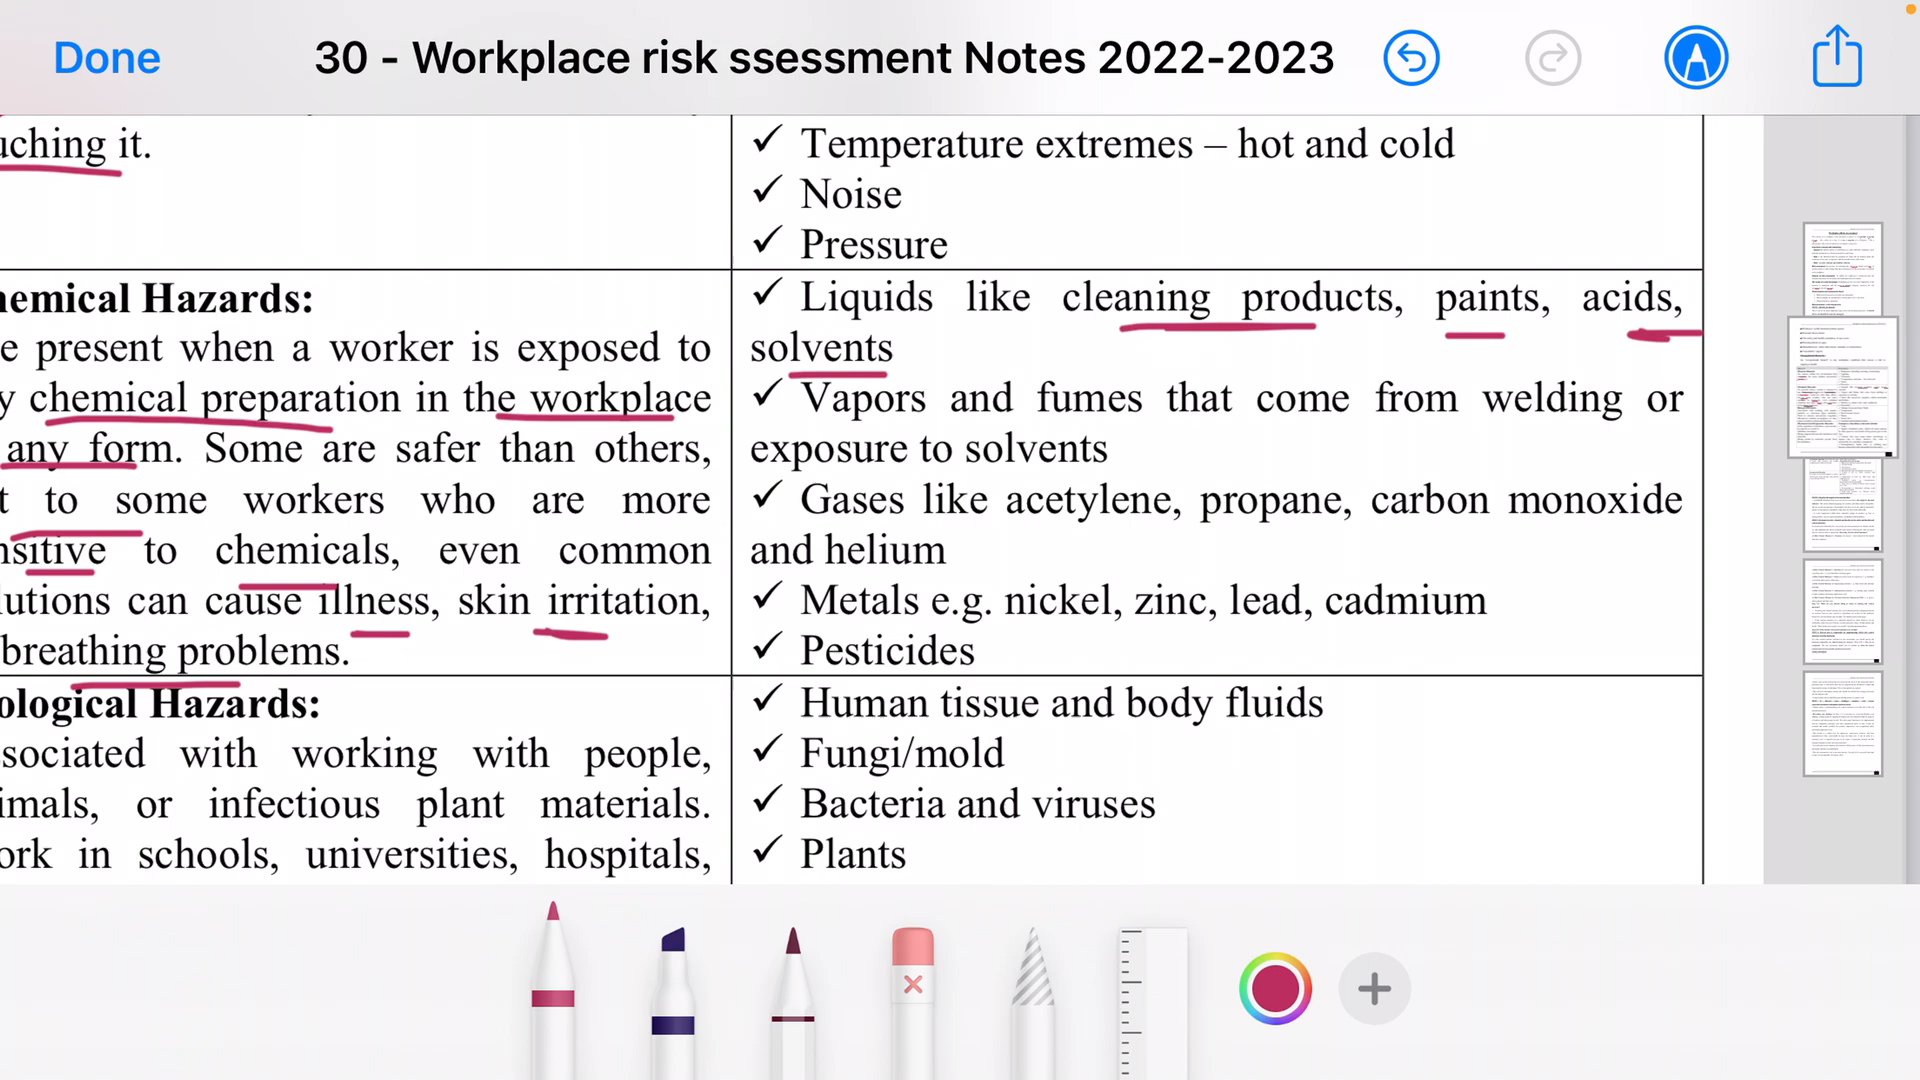 Done
30 - Workplace risk ssessment Notes 2022-2023
uching it.
✓ Temperature extremes – hot and cold
✓ Noise
✓ Pressure
hemical Hazards:
e present when a worker is exposed to
y chemical preparation in the workplace
any form. Some are safer than others,
t to some workers who are more
nsitive to chemicals, even common
lutions can cause illness, skin irritation,
breathing problems.
✓ Liquids like cleaning products, paints, acids,
solvents
✓ Vapors and fumes that come from welding or
exposure to solvents
✓ Gases like acetylene, propane, carbon monoxide
and helium
✓ Metals e.g. nickel, zinc, lead, cadmium
✓ Pesticides
ological Hazards:
ssociated with working with people,
imals, or infectious plant materials.
ork in schools, universities, hospitals,
✓ Human tissue and body fluids
✓ Fungi/mold
✓ Bacteria and viruses
✓ Plants